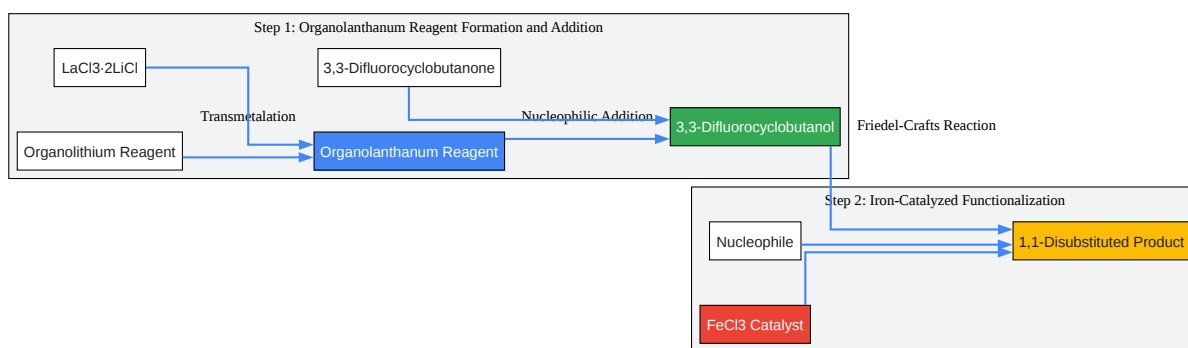 Step 1: Organolanthanum Reagent Formation and Addition
LaCl3·2LiCl
3,3-Difluorocyclobutanone
Transmetalation
Nucleophilic Addition
3,3-Difluorocyclobutanol
Friedel-Crafts Reaction
Organolithium Reagent
Organolanthanum Reagent
Step 2: Iron-Catalyzed Functionalization
Nucleophile
1,1-Disubstituted Product
FeCl3 Catalyst